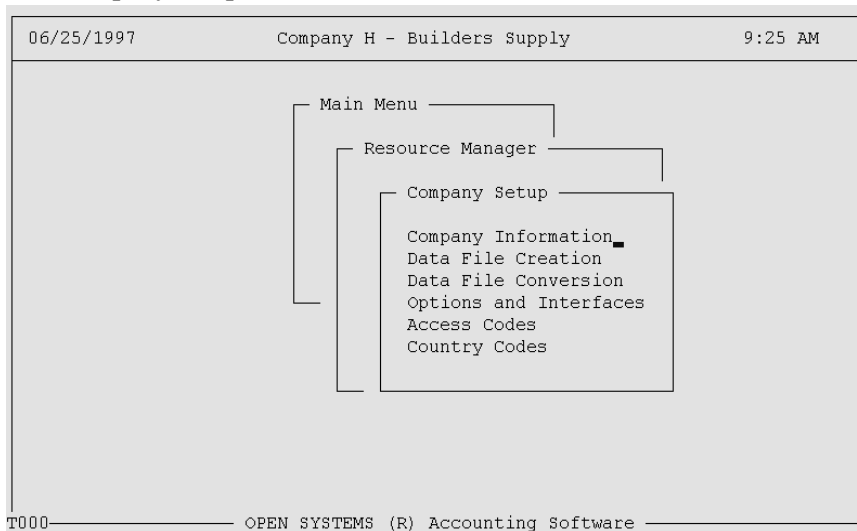 06/25/1997 Company H - Builders Supply 9:25 AM
Main Menu
Resource Manager
Company Setup
Company Information
Data File Creation
Data File Conversion
Options and Interfaces
Access Codes
Country Codes
T000 OPEN SYSTEMS (R) Accounting Software